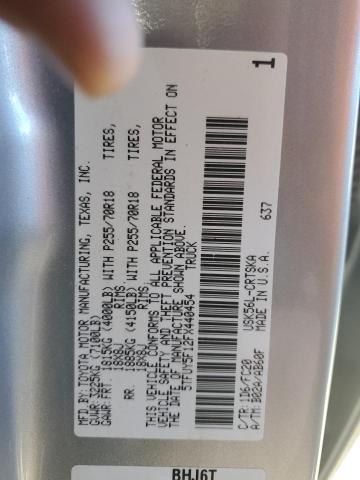 MFD. BY: TOYOTA MOTOR MANUFACTURING, TEXAS, INC.
GVWR: 3225KG (7100LB)
GAWR: FRT. 1815KG (4000LB) WITH P255/70R18 TIRES,
18X8J RIMS,
RR. 1885KG (4150LB) WITH P255/70R18 TIRES,
18X8J RIMS
THIS VEHICLE CONFORMS TO ALL APPLICABLE FEDERAL MOTOR
VEHICLE SAFETY AND THEFT PREVENTION STANDARDS IN EFFECT ON
THE DATE OF MANUFACTURE SHOWN ABOVE.
5TFUY5F12FX440454 TRUCK
C/TR: 1D6/FC20 USK56L-CRTSKA 637
A/TM: B02A/AB60F MADE IN U.S.A.
1
BHJ6T